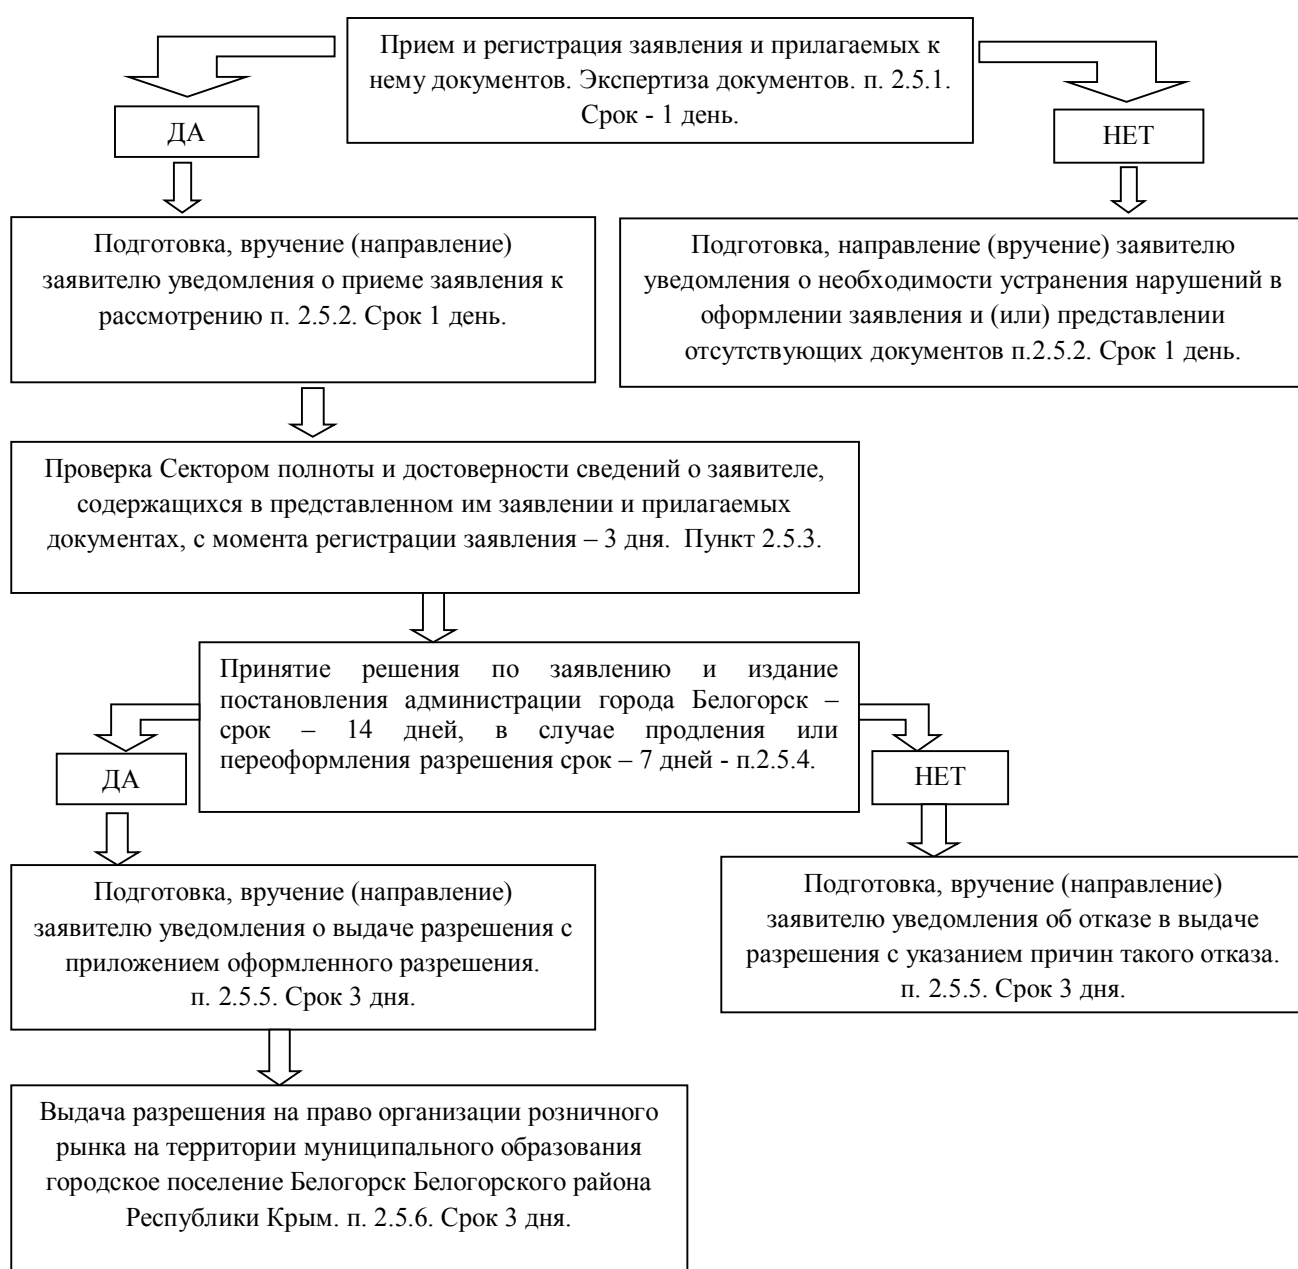 Прием и регистрация заявления и прилагаемых к
нему документов. Экспертиза документов. п. 2.5.1.
Срок - 1 день.
ДА
НЕТ
Подготовка, вручение (направление)
заявителю уведомления о приеме заявления к
рассмотрению п. 2.5.2. Срок 1 день.
Подготовка, направление (вручение) заявителю
уведомления о необходимости устранения нарушений в
оформлении заявления и (или) представлении
отсутствующих документов п.2.5.2. Срок 1 день.
Проверка Сектором полноты и достоверности сведений о заявителе,
содержащихся в представленном им заявлении и прилагаемых
документах, с момента регистрации заявления – 3 дня. Пункт 2.5.3.
Принятие решения по заявлению и издание
постановления администрации города Белогорск –
срок – 14 дней, в случае продления или
переоформления разрешения срок – 7 дней - п.2.5.4.
ДА
НЕТ
Подготовка, вручение (направление)
заявителю уведомления о выдаче разрешения с
приложением оформленного разрешения.
п. 2.5.5. Срок 3 дня.
Подготовка, вручение (направление)
заявителю уведомления об отказе в выдаче
разрешения с указанием причин такого отказа.
п. 2.5.5. Срок 3 дня.
Выдача разрешения на право организации розничного
рынка на территории муниципального образования
городское поселение Белогорск Белогорского района
Республики Крым. п. 2.5.6. Срок 3 дня.